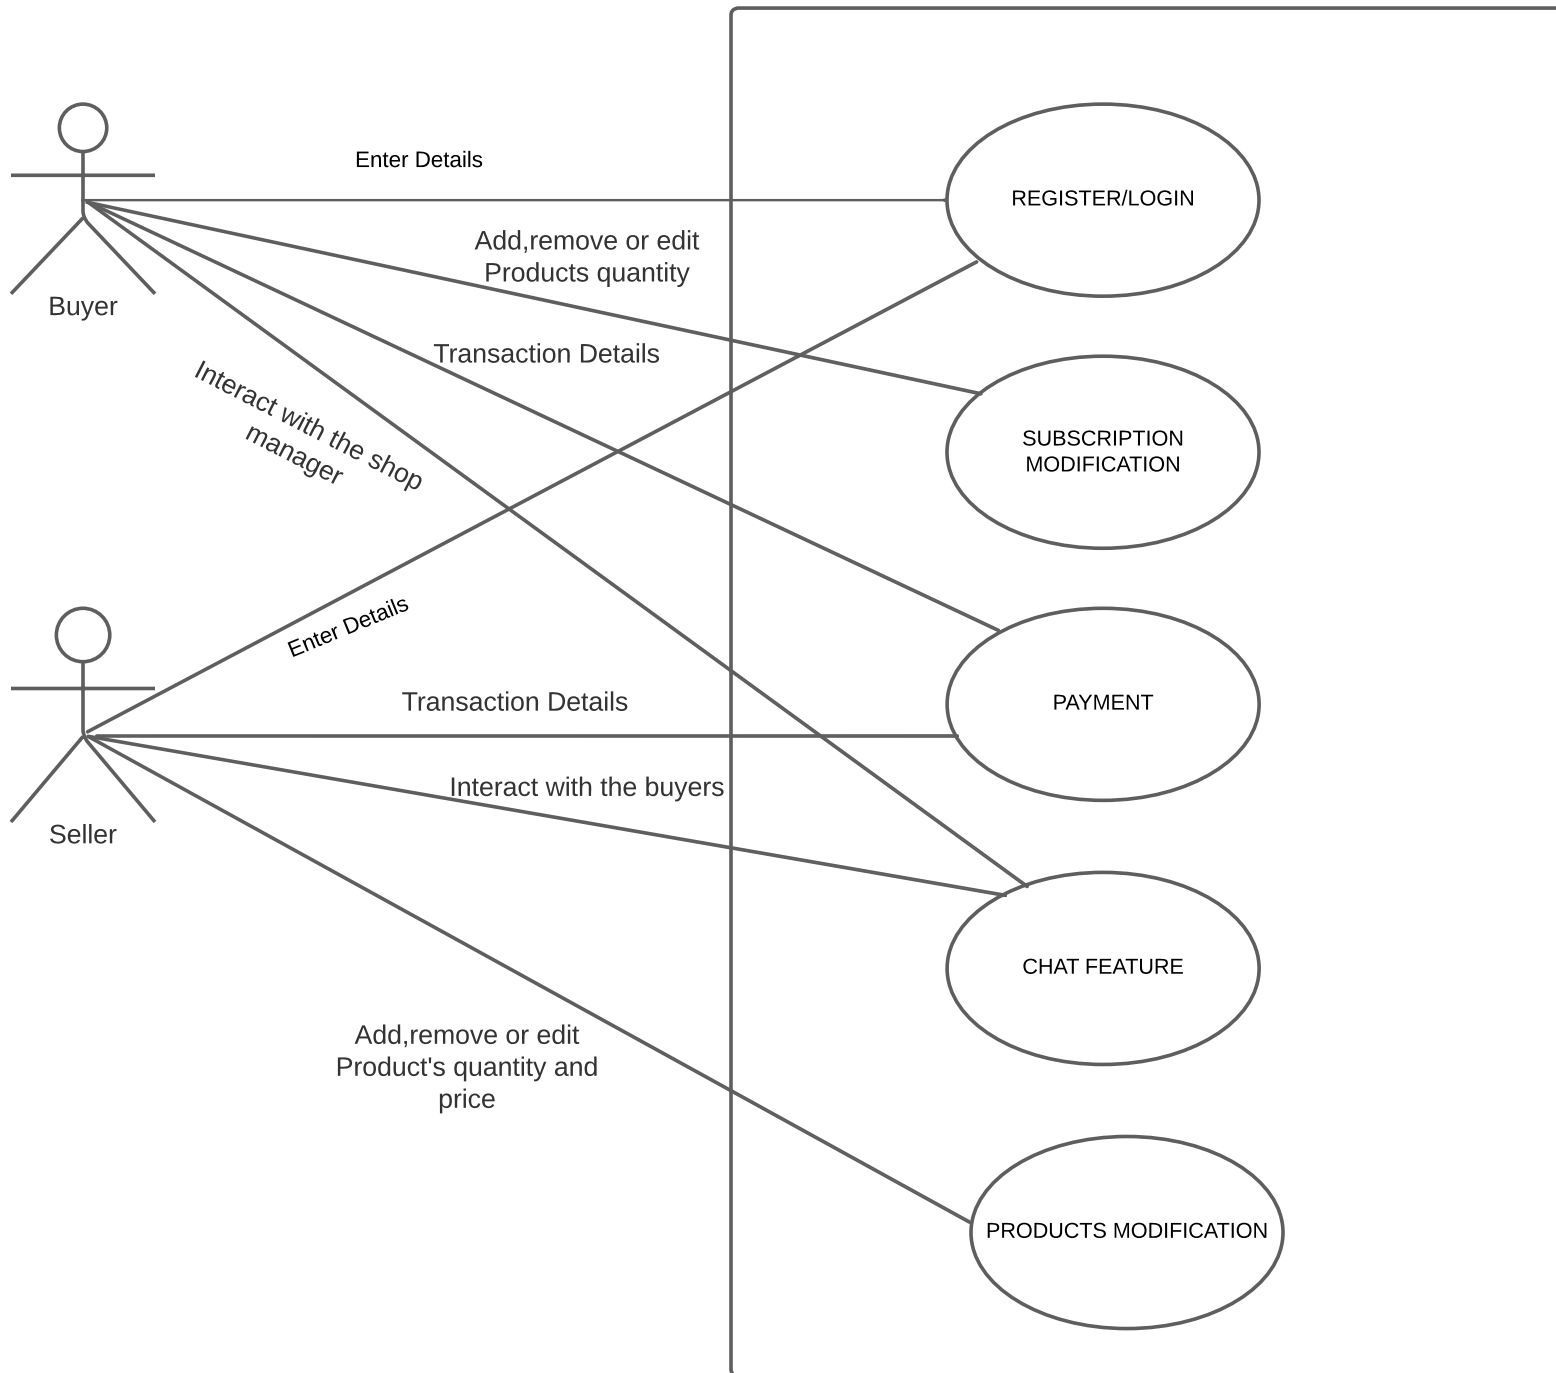 Enter Details
REGISTER/LOGIN
Add,remove or edit
Products quantity
Buyer
Transaction Details
Interact with the shop
manager
SUBSCRIPTION
MODIFICATION
Enter Details
Transaction Details
PAYMENT
Interact with the buyers
Seller
CHAT FEATURE
Add,remove or edit
Product's quantity and
price
PRODUCTS MODIFICATION